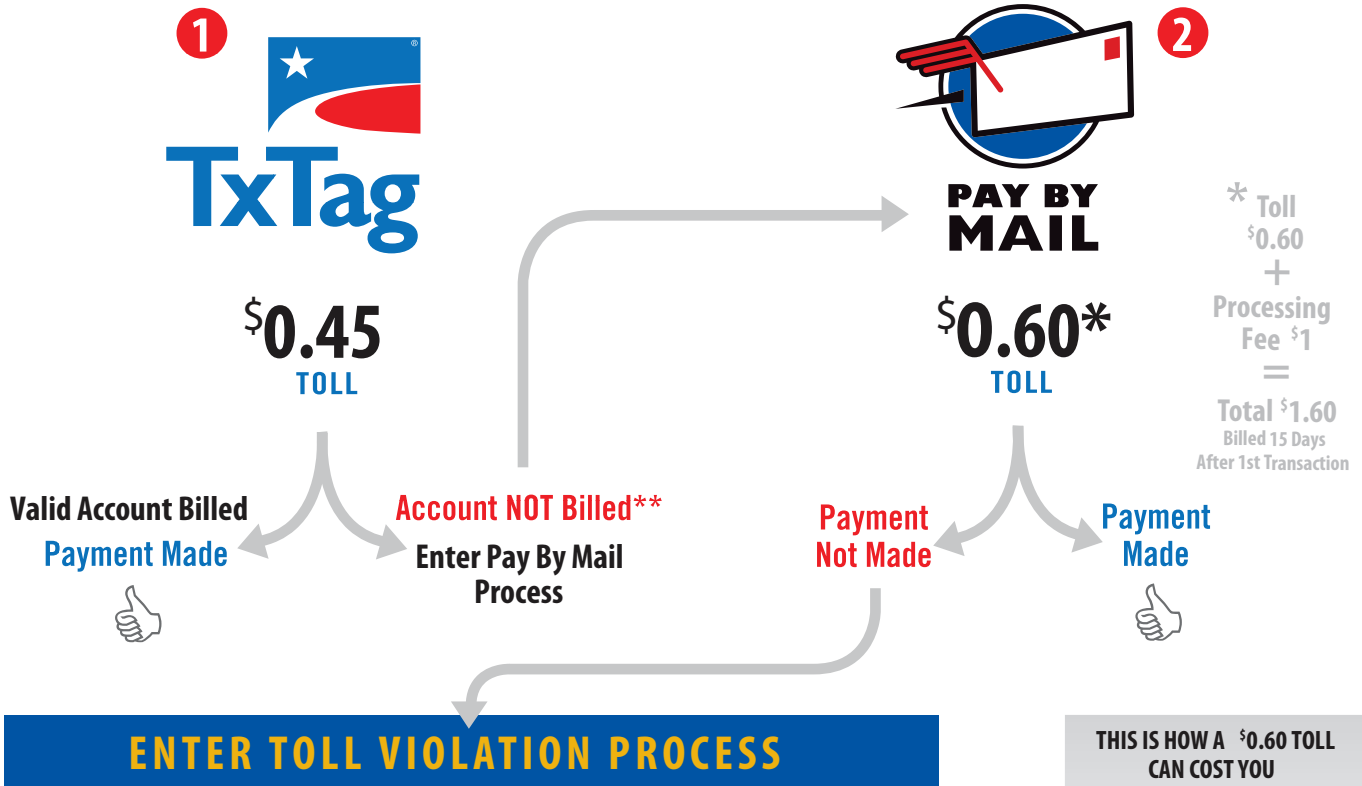 1
®
TxTag
$0.45
TOLL
Valid Account Billed
Payment Made
Account NOT Billed**
Enter Pay By Mail
Process
2
PAY BY
MAIL
$0.60*
TOLL
* Toll
$0.60
+
Processing
Fee $1
=
Total $1.60
Billed 15 Days
After 1st Transaction
Payment
Not Made
Payment
Made
ENTER TOLL VIOLATION PROCESS
THIS IS HOW A $0.60 TOLL
CAN COST YOU